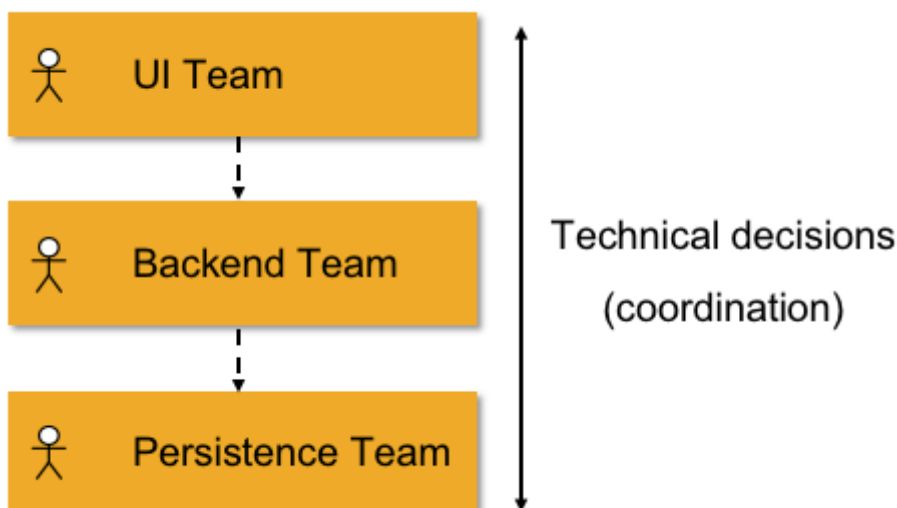 UI Team
Backend Team
Technical decisions
(coordination)
Persistence Team